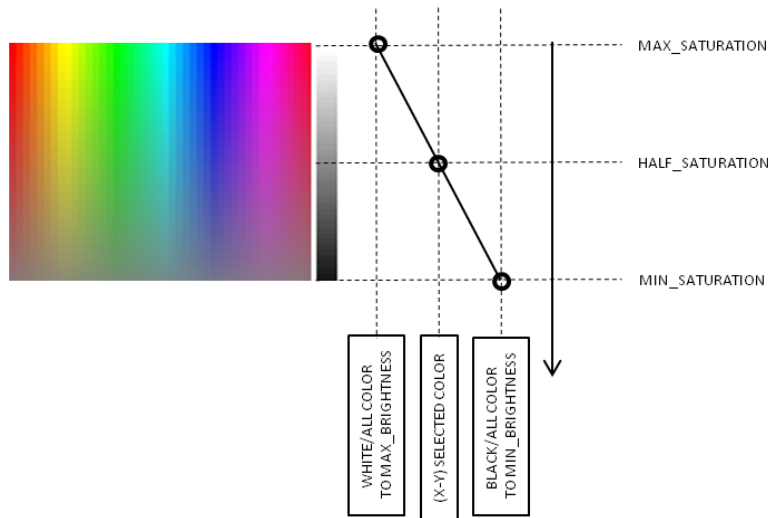 MAX_SATURATION
HALF_SATURATION
MIN_SATURATION
WHITE/ALL COLOR
TO MAX_BRIGHTNESS
(X-Y) SELECTED COLOR
BLACK/ALL COLOR
TO MIN_BRIGHTNESS